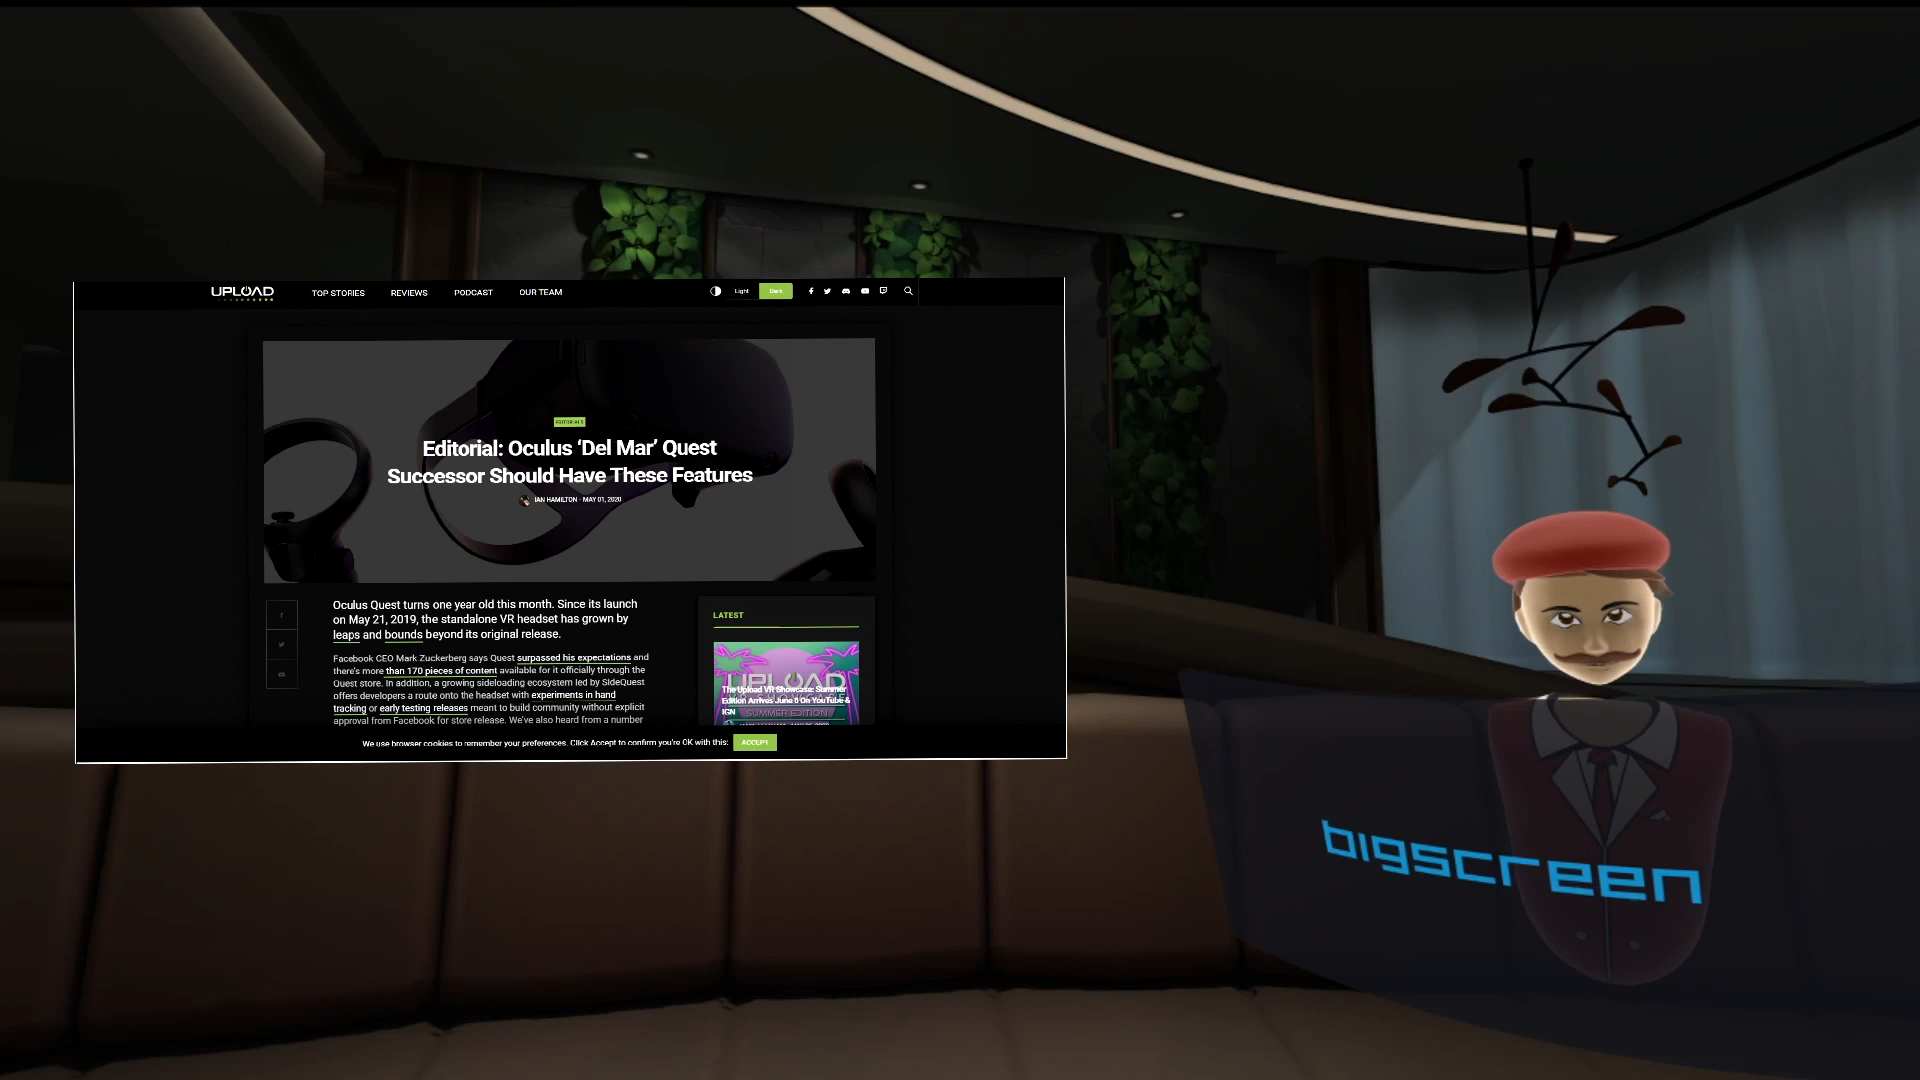 UPLOAD
TOP STORIES
REVIEWS
PODCAST
OUR TEAM
Light
Dark
EDITORIALS
Editorial: Oculus ‘Del Mar’ Quest
Successor Should Have These Features
IAN HAMILTON - MAY 01, 2020
Oculus Quest turns one year old this month. Since its launch
on May 21, 2019, the standalone VR headset has grown by
leaps and bounds beyond its original release.
Facebook CEO Mark Zuckerberg says Quest surpassed his expectations and
there's more than 170 pieces of content available for it officially through the
Quest store. In addition, a growing sideloading ecosystem led by SideQuest
offers developers a route onto the headset with experiments in hand
tracking or early testing releases meant to build community without explicit
approval from Facebook for store release. We've also heard from a number
LATEST
UPLOAD
The Upload VR Showcase: Summer
Edition Arrives June 6 On YouTube &
IGN
SUMMER EDITION
We use browser cookies to remember your preferences. Click Accept to confirm you're OK with this:
ACCEPT
bigscreen